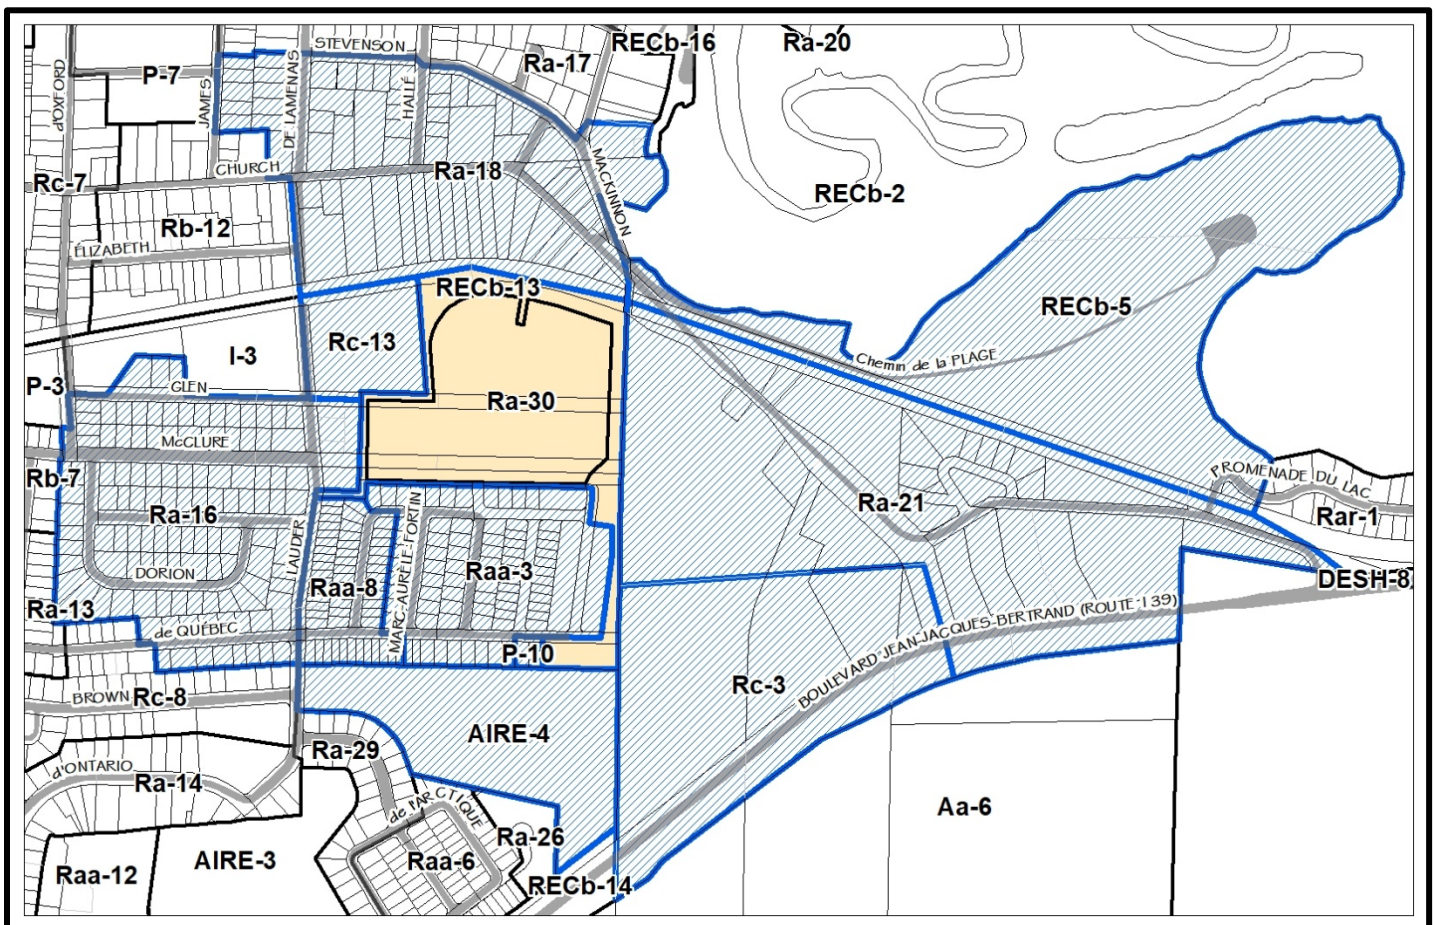 STEVENSON
RECb-16
Ra-20
Ra-17
P-7
d'OXFORD
JAMES
DE LAMENAIS
HALLÉ
CHURCH
Ra-18
MACKINNON
Rc-7
RECb-2
Rb-12
ÉLIZABETH
RECb-13
RECb-5
I-3
Rc-13
Chemin de la PLAGE
P-3
GLEN
Ra-30
McCLURE
PROMENADE DU LAC
Rb-7
Ra-16
Ra-21
Rar-1
LAUDER
MARC-AURÈLE-FORTIN
DORION
Raa-8
Raa-3
DESH-8
Ra-13
de QUÉBEC
BOULEVARD JEAN-JACQUES-BERTRAND (ROUTE 139)
P-10
BROWN
Rc-8
Rc-3
AIRE-4
Ra-29
d'ONTARIO
Ra-14
de l'ARCTIQUE
Aa-6
Ra-26
AIRE-3
Raa-6
Raa-12
RECb-14